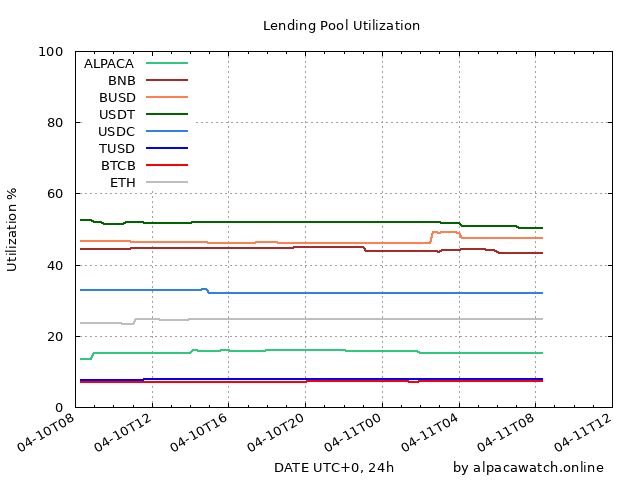 Lending Pool Utilization
100
80
60
40
20
0
Utilization %
ALPACA
BNB
BUSD
USDT
USDC
TUSD
BTCB
ETH
04-10T08 04-10T12 04-10T16 04-10T20 04-11T00 04-11T04 04-11T08 04-11T12
DATE UTC+0, 24h by alpacawatch.online